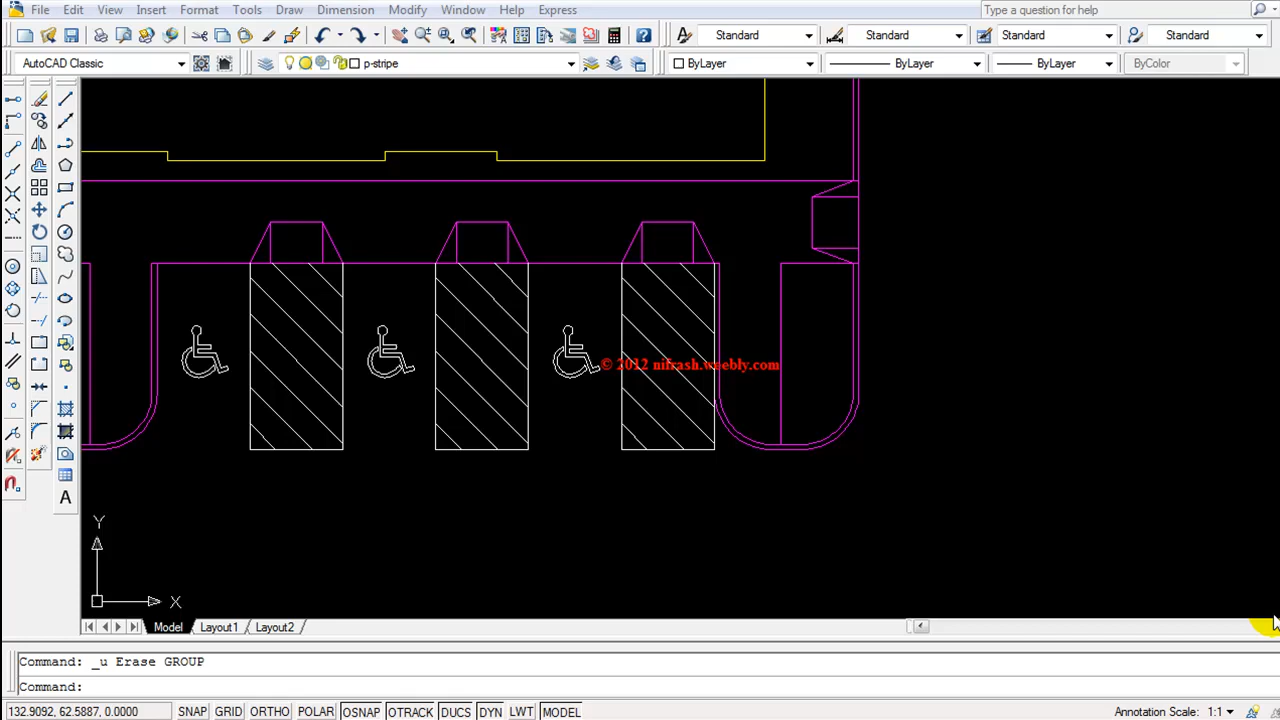 File Edit View Insert Format Tools Draw Dimension Modify Window Help Express Type a question for help
Standard Standard Standard Standard
AutoCAD Classic p-stripe ByLayer ByLayer ByLayer ByColor
© 2012 nifrash.weebly.com
Y
X
Model Layout1 Layout2
Command: _u Erase GROUP
Command:
132.9092, 62.5887, 0.0000 SNAP GRID ORTHO POLAR OSNAP OTRACK DUCS DYN LWT MODEL Annotation Scale: 1:1